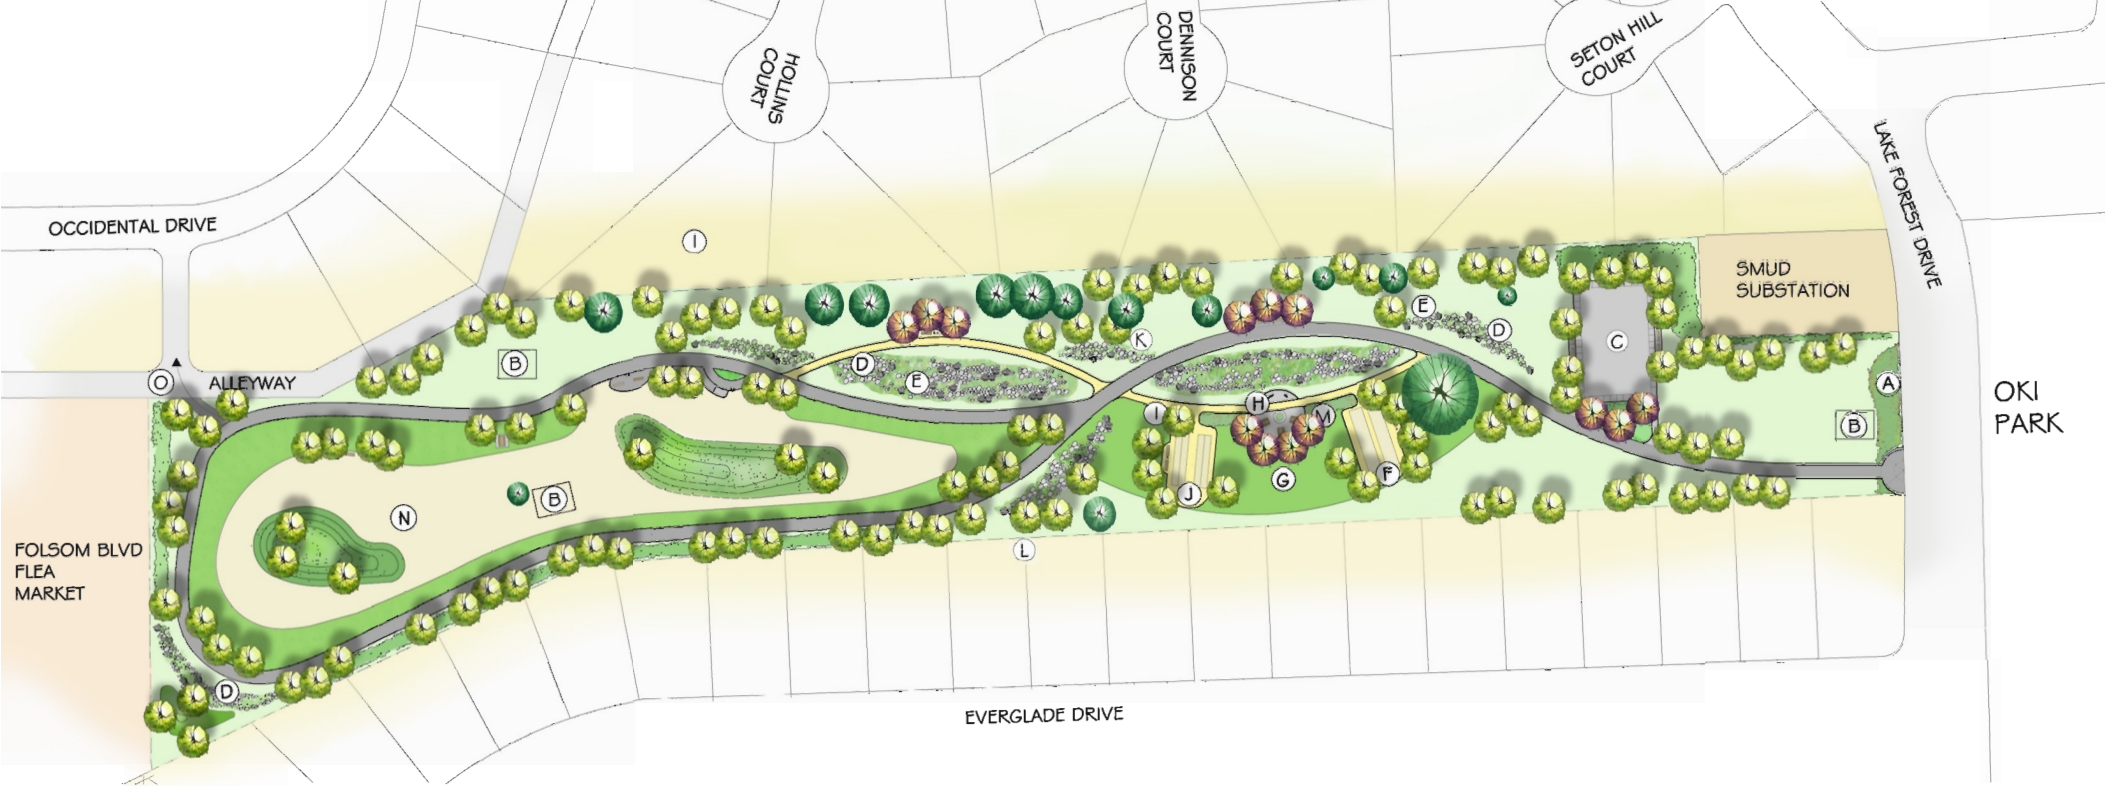 HOLLINS
COURT
DENNISON
COURT
SETON HILL
COURT
LAKE FOREST DRIVE
OCCIDENTAL DRIVE
I
SMUD
SUBSTATION
E
D
K
C
B
D
E
O
ALLEYWAY
A
OKI
PARK
H
I
M
B
G
F
J
B
N
L
FOLSOM BLVD
FLEA
MARKET
D
EVERGLADE DRIVE